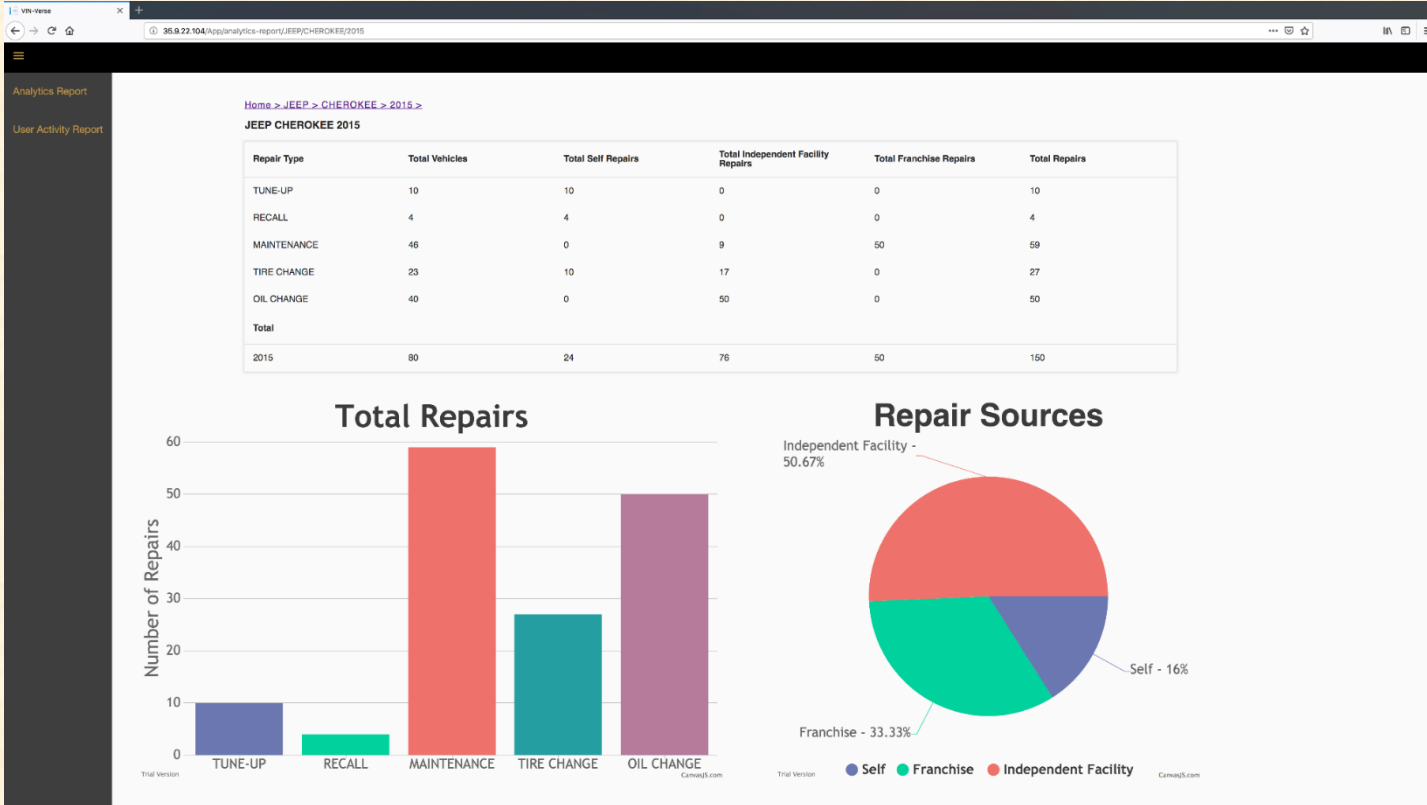 VIN-Verse
35.9.22.104/App/analytics-report/JEEP/CHEROKEE/2015
Analytics Report
User Activity Report
Home > JEEP > CHEROKEE > 2015 >
JEEP CHEROKEE 2015
Repair Type Total Vehicles Total Self Repairs Total Independent Facility Repairs Total Franchise Repairs Total Repairs
TUNE-UP 10 10 0 0 10
RECALL 4 4 0 0 4
MAINTENANCE 46 0 9 50 59
TIRE CHANGE 23 10 17 0 27
OIL CHANGE 40 0 50 0 50
Total
2015 80 24 76 50 150
Total Repairs
Number of Repairs
60
50
40
30
20
10
0
TUNE-UP RECALL MAINTENANCE TIRE CHANGE OIL CHANGE
Trial Version CanvasJS.com
Repair Sources
Independent Facility -
50.67%
Self - 16%
Franchise - 33.33%
Self Franchise Independent Facility
Trial Version CanvasJS.com